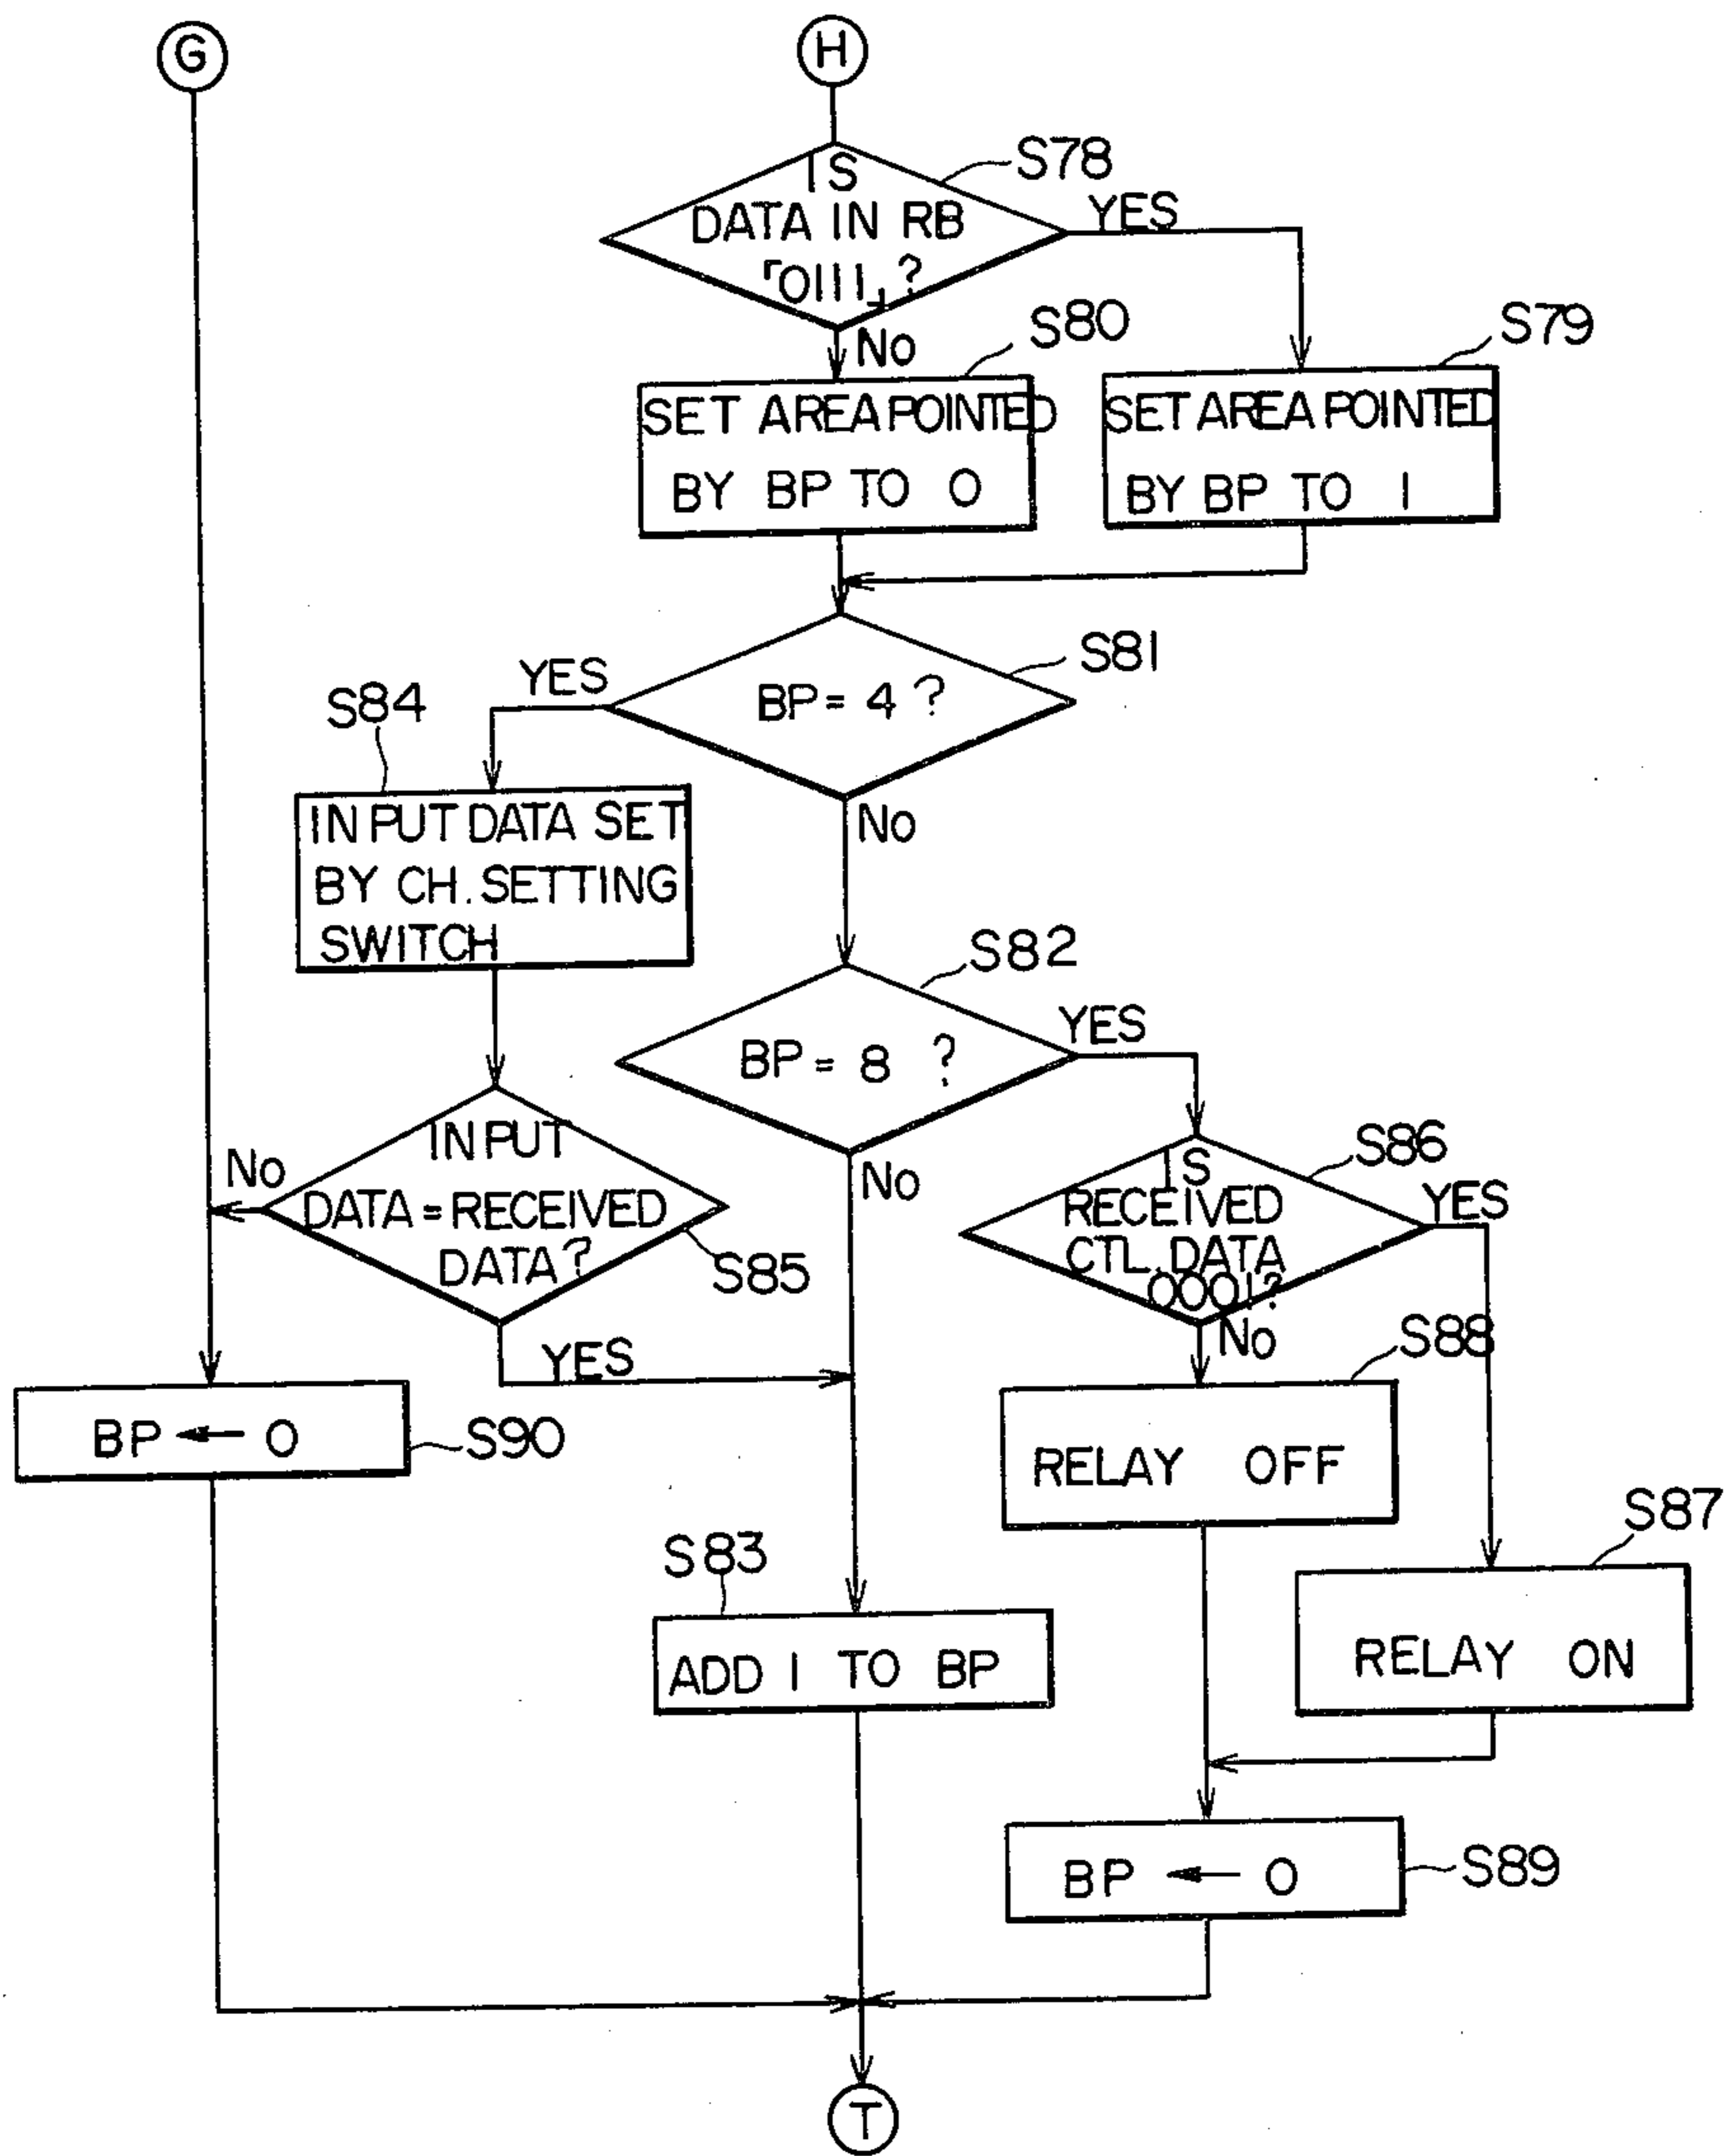 G
H
S78
IS
DATA IN RB
「0111」?
YES
No
S80
SET AREA POINTED
BY BP TO 0
S79
SET AREA POINTED
BY BP TO 1
S81
BP = 4 ?
YES
No
S84
INPUT DATA SET
BY CH. SETTING
SWITCH
S82
BP = 8 ?
YES
No
INPUT
DATA = RECEIVED
DATA?
S85
No
YES
S86
IS
RECEIVED
CTL. DATA
0001?
YES
No
S88
RELAY OFF
BP ← 0
S90
S87
RELAY ON
S83
ADD 1 TO BP
BP ← 0
S89
T